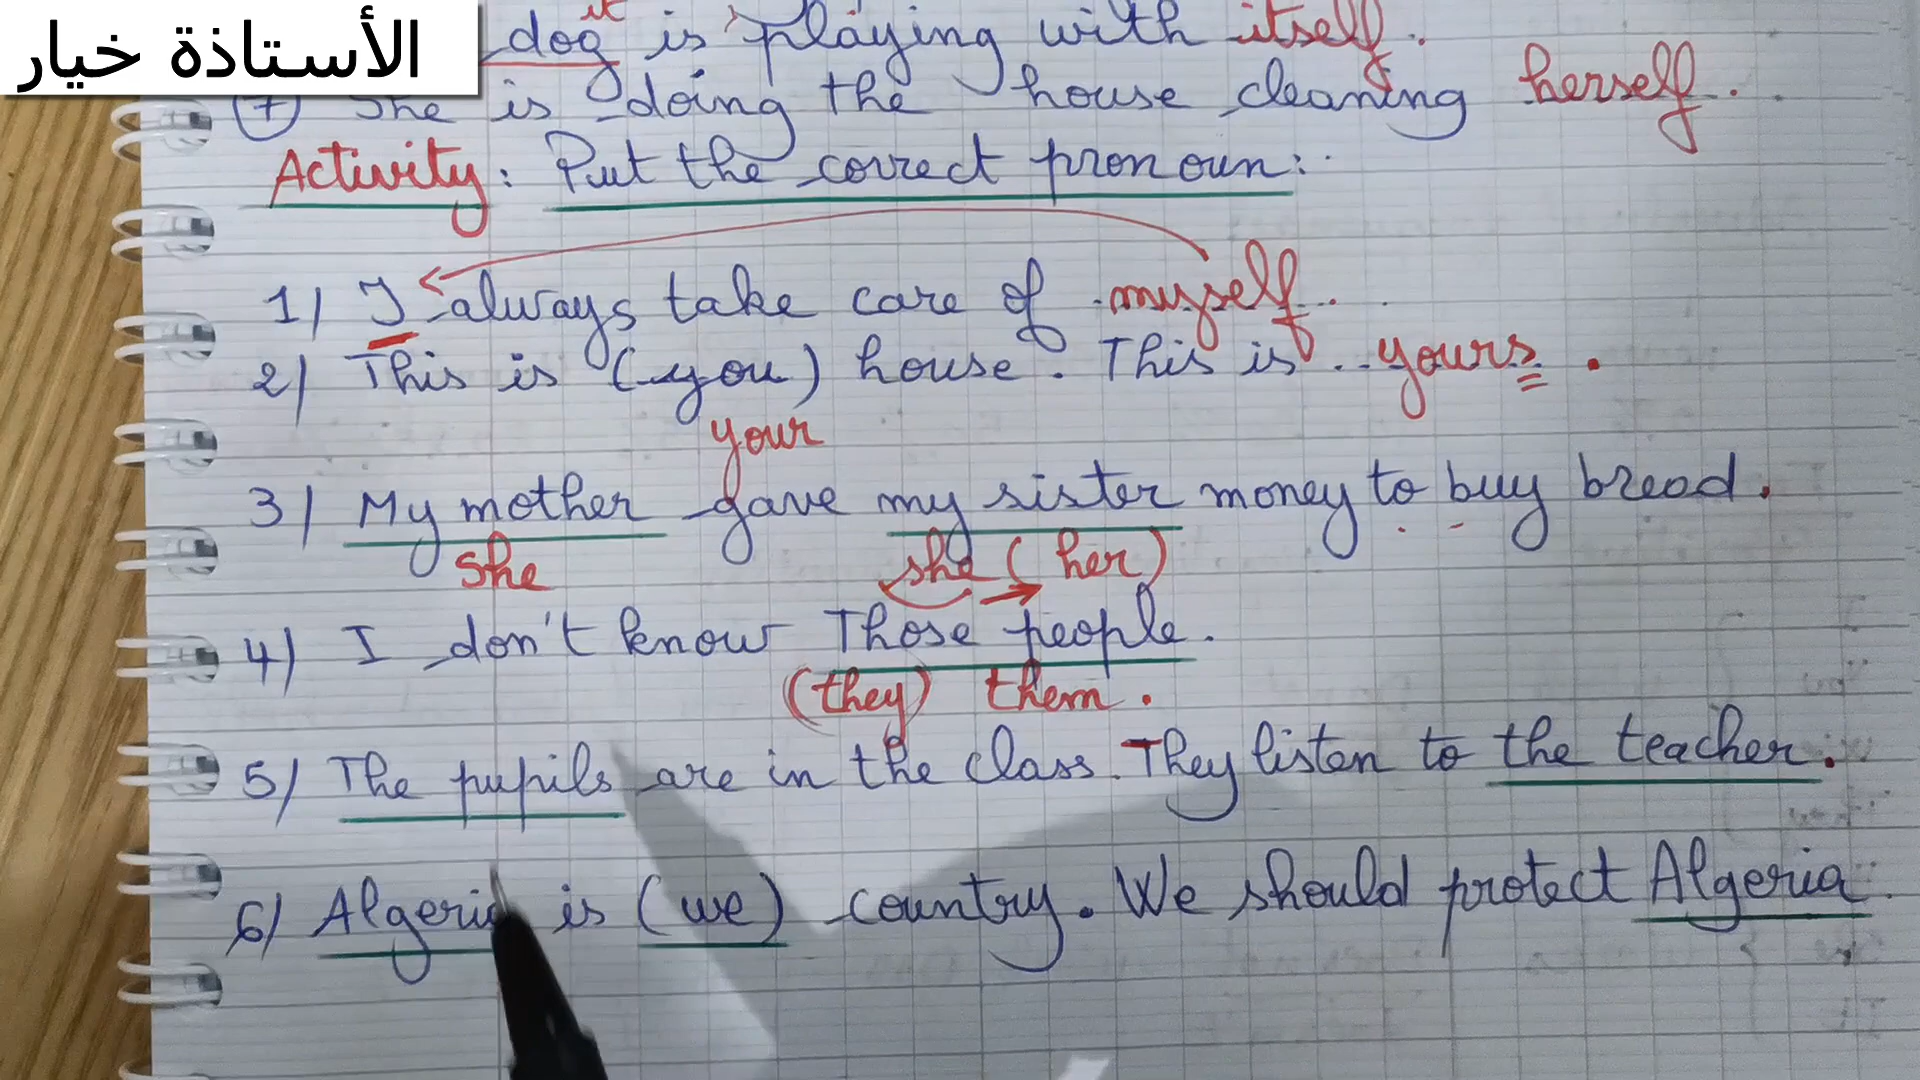 الأستاذة خيار
it
dog is playing with itself.
7 She is doing the house cleaning herself.
Activity: Put the correct pronoun:
1) I always take care of myself.
2) This is (you) house. This is yours.
your
3) My mother gave my sister money to buy bread.
she she (her)
4) I don't know Those people.
(they) them.
5) The pupils are in the class. They listen to the teacher.
6) Algeria is (we) country. We should protect Algeria.